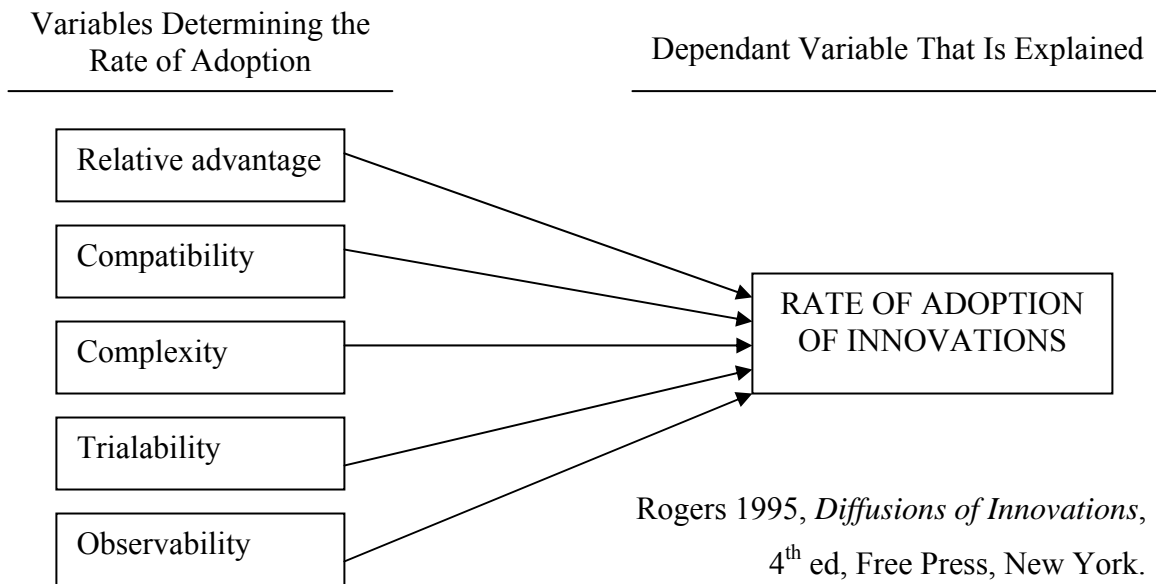 Variables Determining the
Rate of Adoption
Dependant Variable That Is Explained
Relative advantage
Compatibility
Complexity
Trialability
Observability
RATE OF ADOPTION
OF INNOVATIONS
Rogers 1995, Diffusions of Innovations,
4th ed, Free Press, New York.